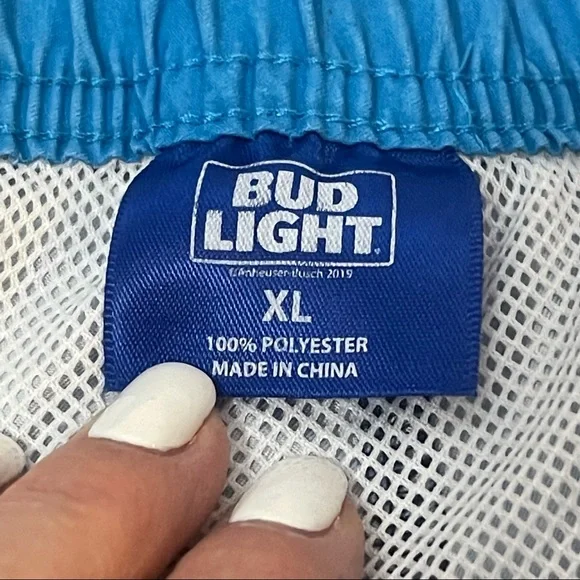 BUD
LIGHT
©Anheuser-Busch 2019
XL
100% POLYESTER
MADE IN CHINA